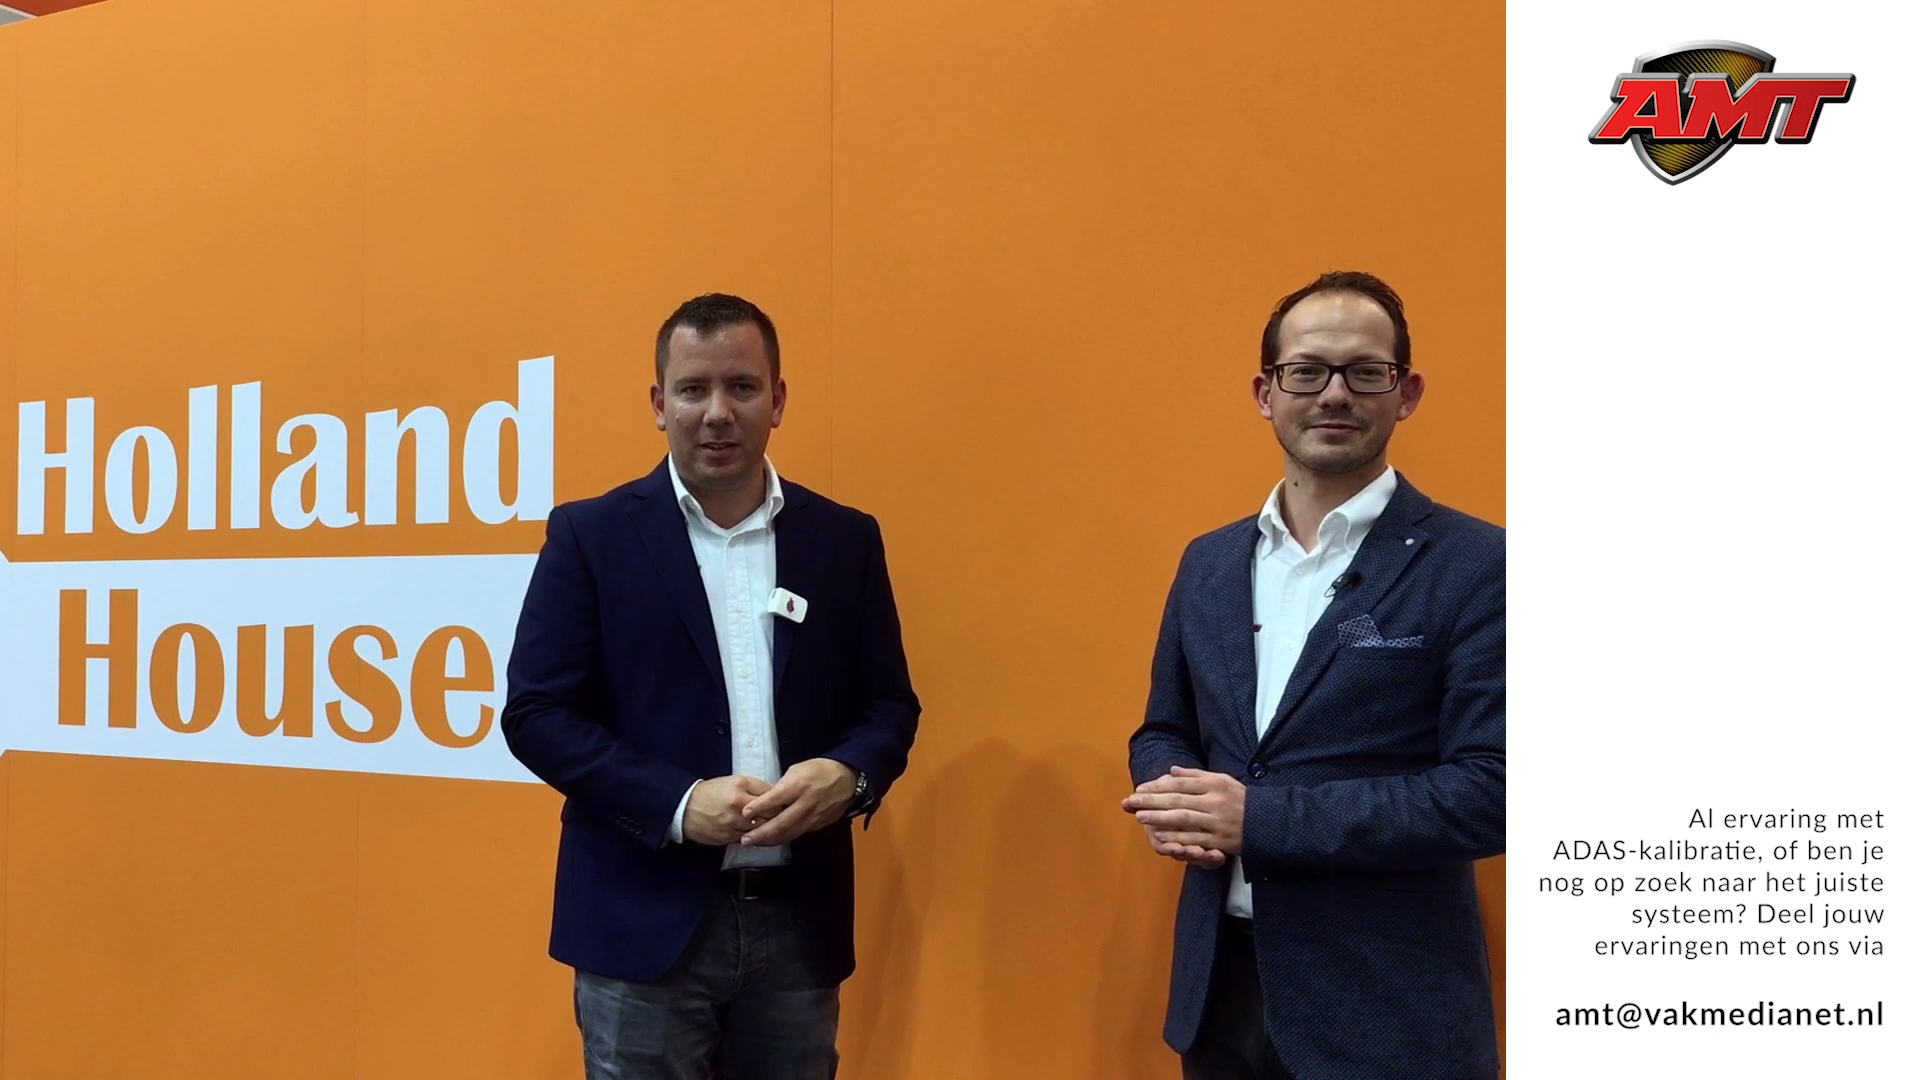 Holland
House
AMT
Al ervaring met
ADAS-kalibratie, of ben je
nog op zoek naar het juiste
systeem? Deel jouw
ervaringen met ons via
amt@vakmedianet.nl